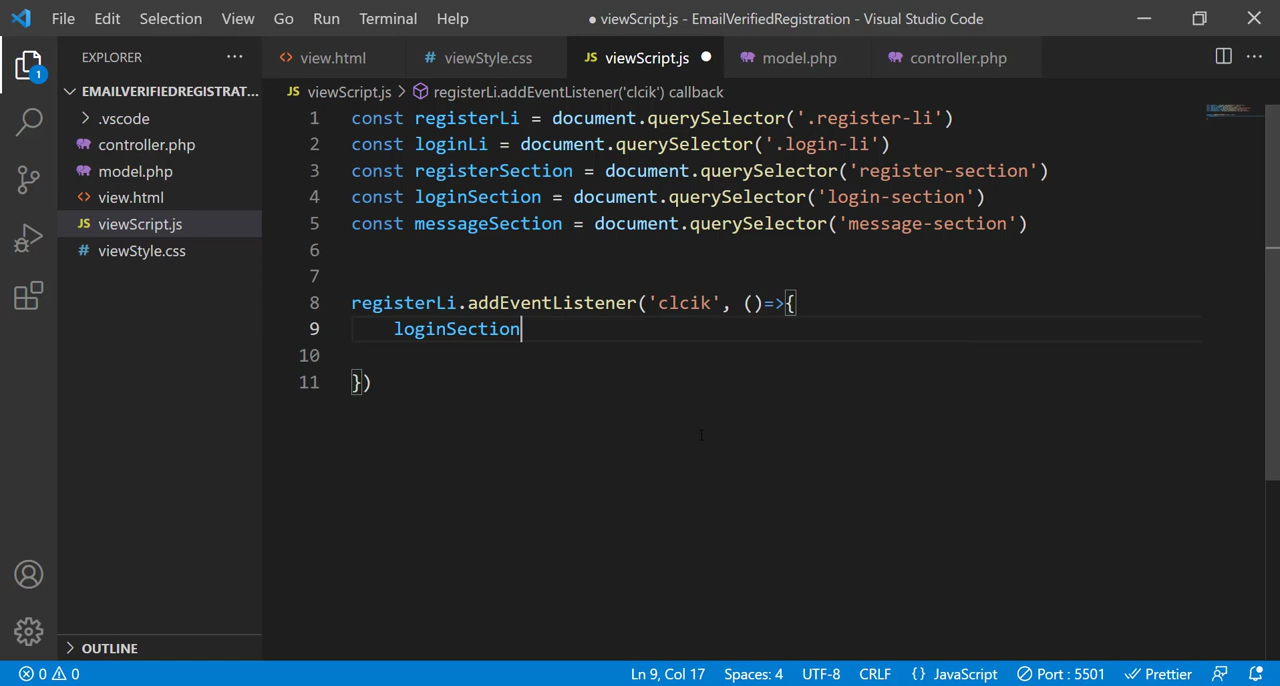 File Edit Selection View Go Run Terminal Help ● viewScript.js - EmailVerifiedRegistration - Visual Studio Code
EXPLORER ··· <> view.html # viewStyle.css JS viewScript.js ● model.php controller.php ···
1
EMAILVERIFIEDREGISTRAT...
.vscode
controller.php
model.php
<> view.html
JS viewScript.js
# viewStyle.css
JS viewScript.js > registerLi.addEventListener('clcik') callback
1 const registerLi = document.querySelector('.register-li')
2 const loginLi = document.querySelector('.login-li')
3 const registerSection = document.querySelector('register-section')
4 const loginSection = document.querySelector('login-section')
5 const messageSection = document.querySelector('message-section')
6
7
8 registerLi.addEventListener('clcik', ()=>{
9 loginSection
10
11 })
OUTLINE
0 0 Ln 9, Col 17 Spaces: 4 UTF-8 CRLF {} JavaScript Port : 5501 Prettier